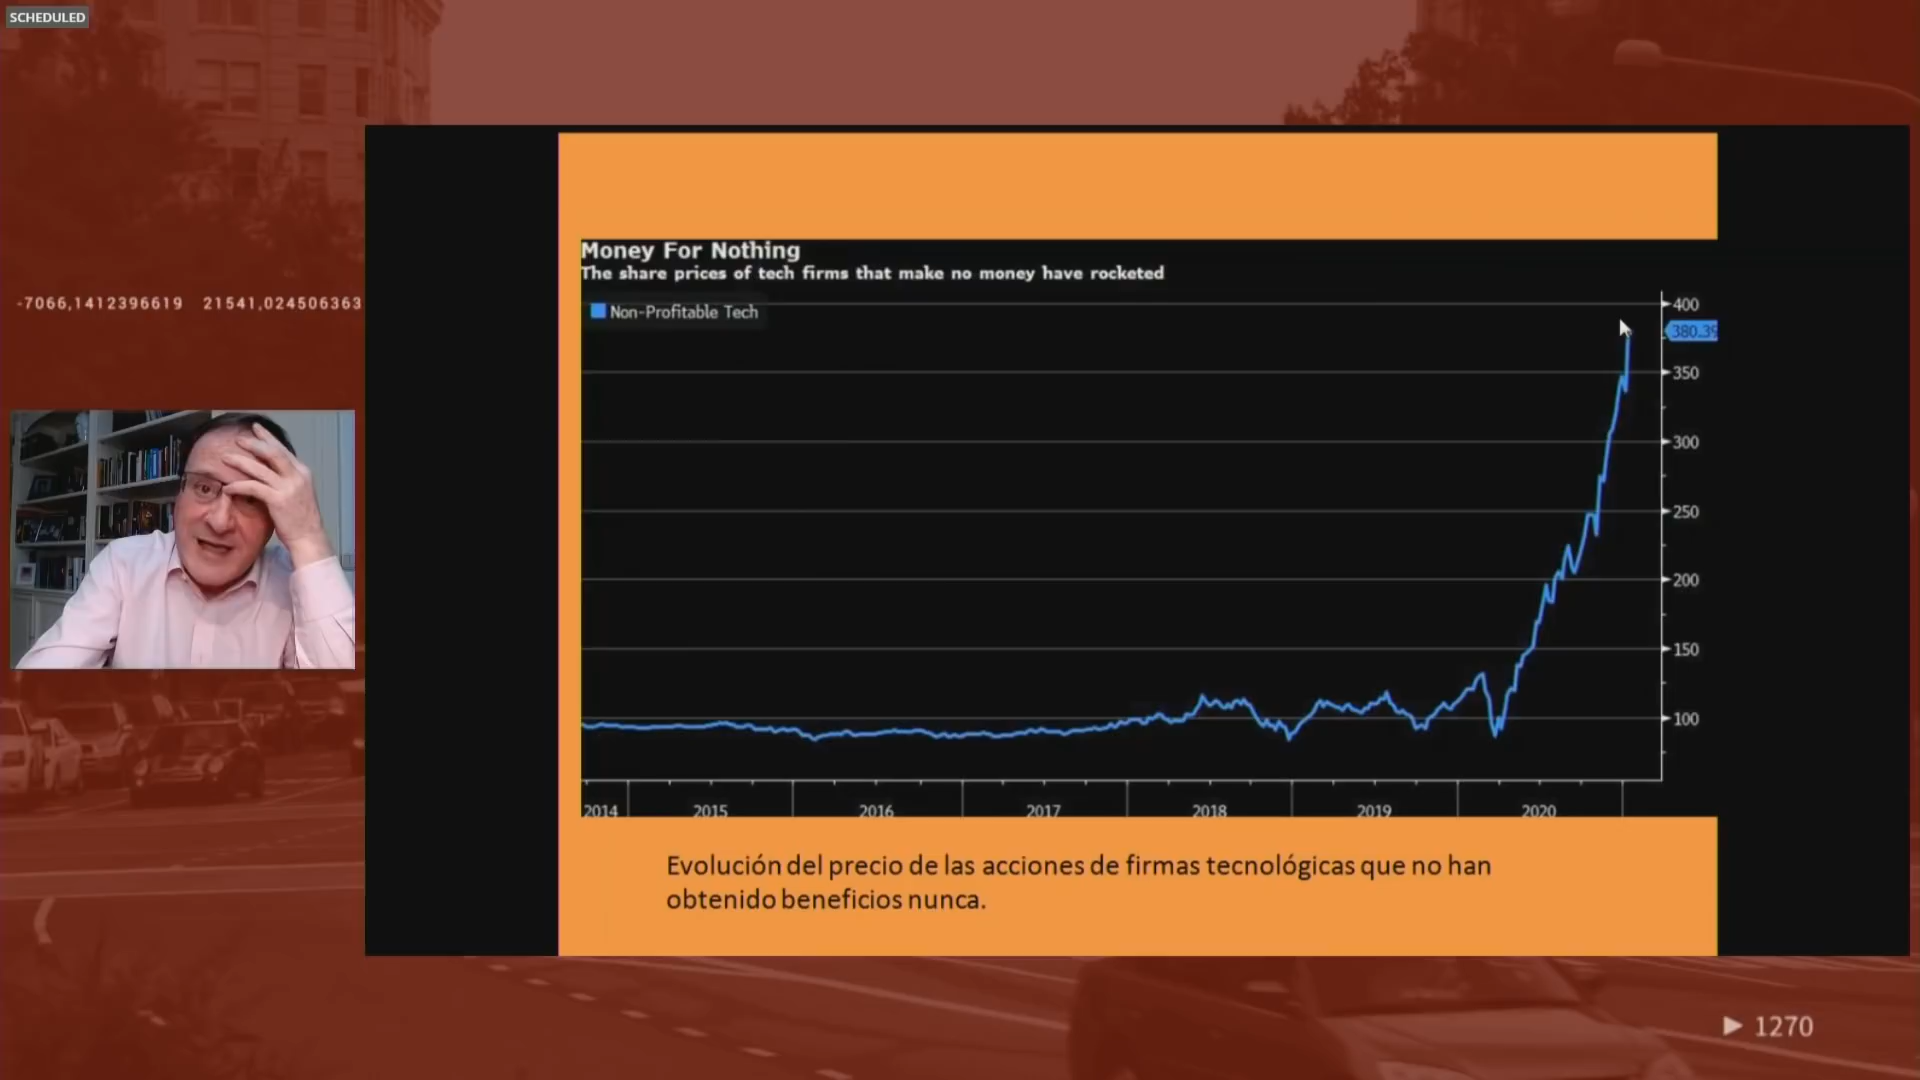 SCHEDULED
Money For Nothing
The share prices of tech firms that make no money have rocketed
Non-Profitable Tech
400
380.39
350
-7066,1412396619 21541,024506363
300
250
200
150
100
2014 2015 2016 2017 2018 2019 2020
Evolución del precio de las acciones de firmas tecnológicas que no han
obtenido beneficios nunca.
1270